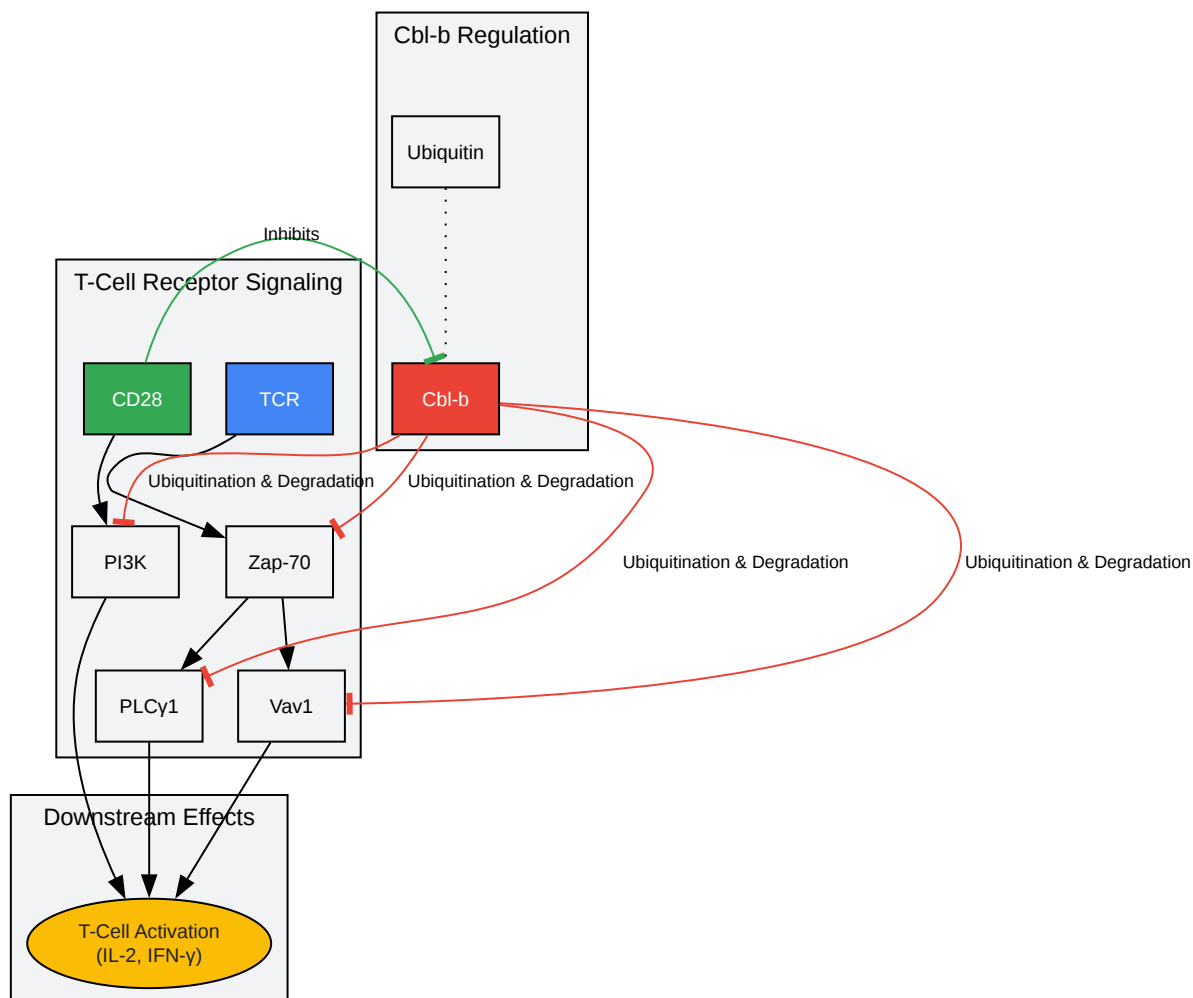 Cbl-b Regulation
Ubiquitin
Inhibits
T-Cell Receptor Signaling
CD28
TCR
Cbl-b
Ubiquitination & Degradation
Ubiquitination & Degradation
PI3K
Zap-70
Ubiquitination & Degradation
Ubiquitination & Degradation
PLCγ1
Vav1
Downstream Effects
T-Cell Activation
(IL-2, IFN-γ)